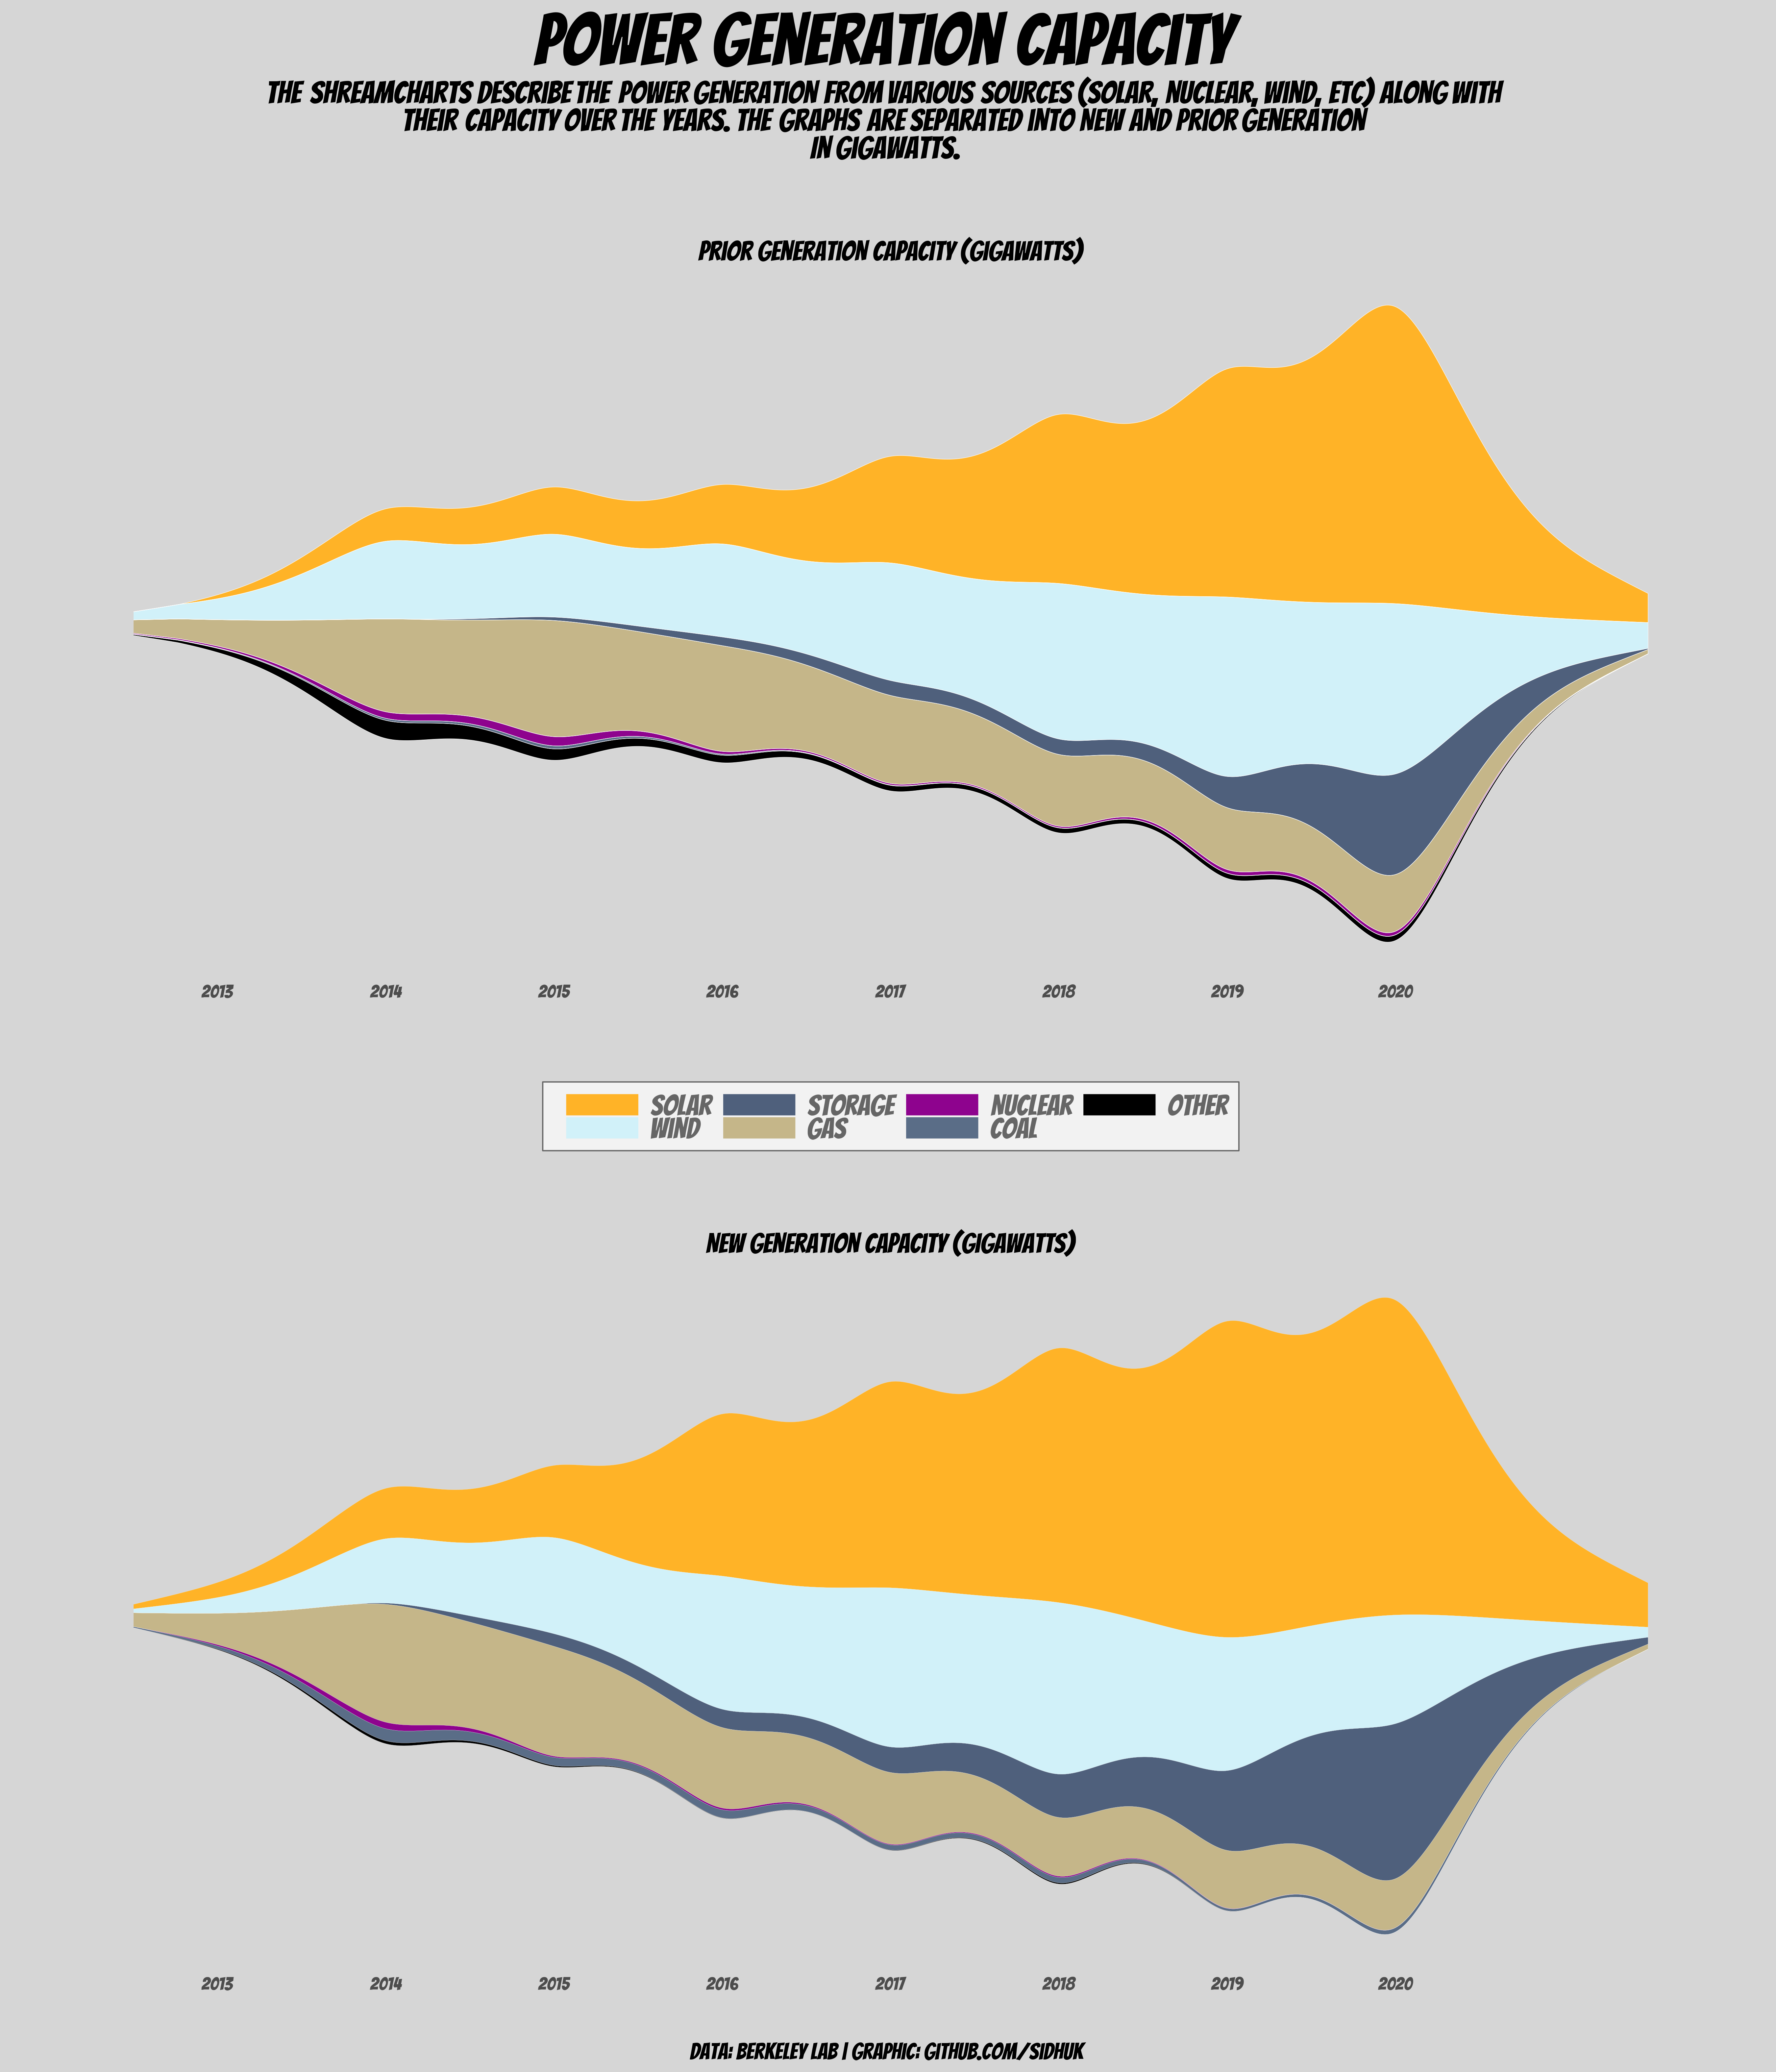 POWER GENERATION CAPACITY
THE SHREAMCHARTS DESCRIBE THE POWER GENERATION FROM VARIOUS SOURCES (SOLAR, NUCLEAR, WIND, ETC) ALONG WITH
THEIR CAPACITY OVER THE YEARS. THE GRAPHS ARE SEPARATED INTO NEW AND PRIOR GENERATION
IN GIGAWATTS.
PRIOR GENERATION CAPACITY (GIGAWATTS)
2013 2014 2015 2016 2017 2018 2019 2020
SOLAR STORAGE NUCLEAR OTHER
WIND GAS COAL
NEW GENERATION CAPACITY (GIGAWATTS)
2013 2014 2015 2016 2017 2018 2019 2020
DATA: BERKELEY LAB | GRAPHIC: GITHUB.COM/SIDHUK